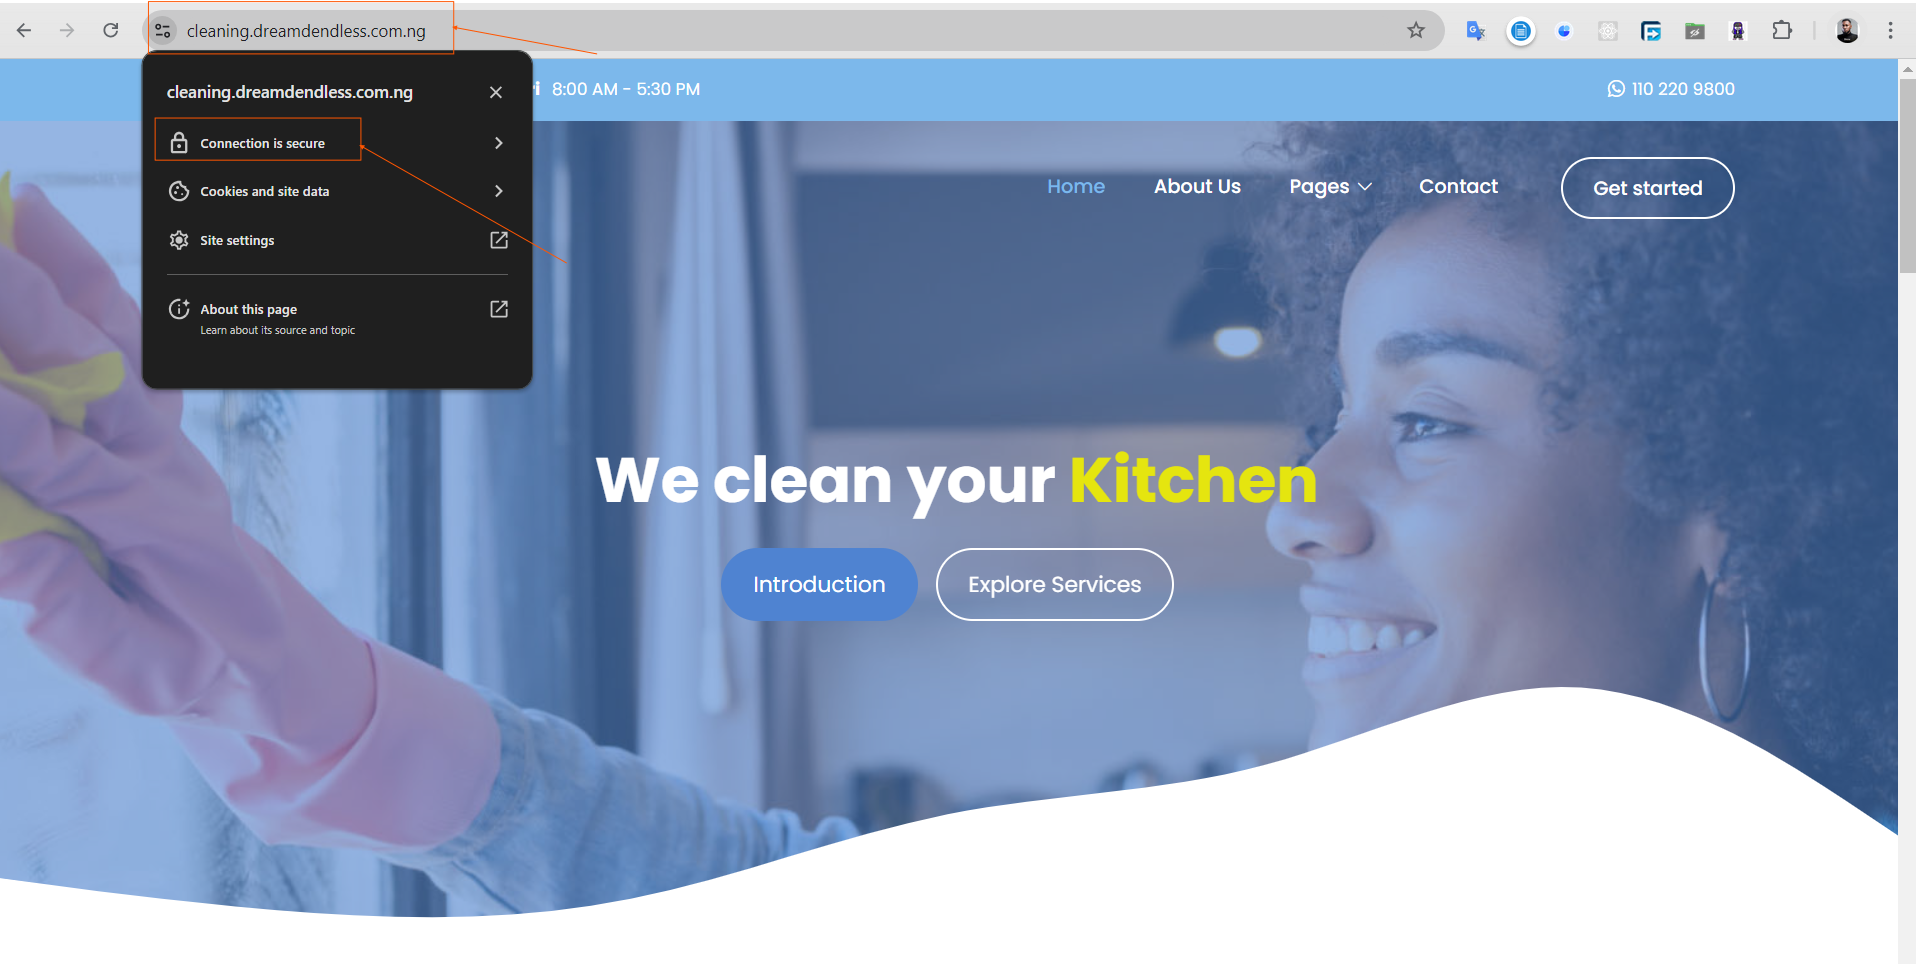 cleaning.dreamdendless.com.ng
cleaning.dreamdendless.com.ng
8:00 AM - 5:30 PM
110 220 9800
Connection is secure
Cookies and site data
Site settings
About this page
Learn about its source and topic
Home
About Us
Pages
Contact
Get started
We clean your Kitchen
Introduction
Explore Services